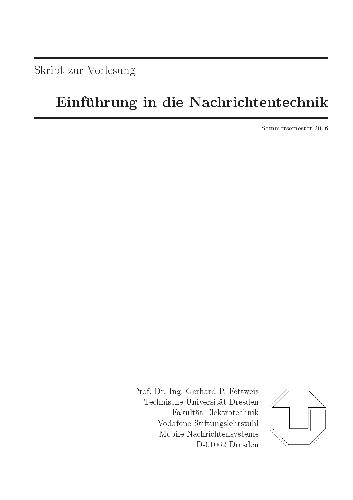 Skript zur Vorlesung
Einführung in die Nachrichtentechnik
Sommersemester 2006
Prof. Dr. Ing. Gerhard P. Fettweis
Technische Universität Dresden
Fakultät Elektrotechnik
Vodafone Stiftungslehrstuhl
Mobile Nachrichtensysteme
D-01062 Dresden